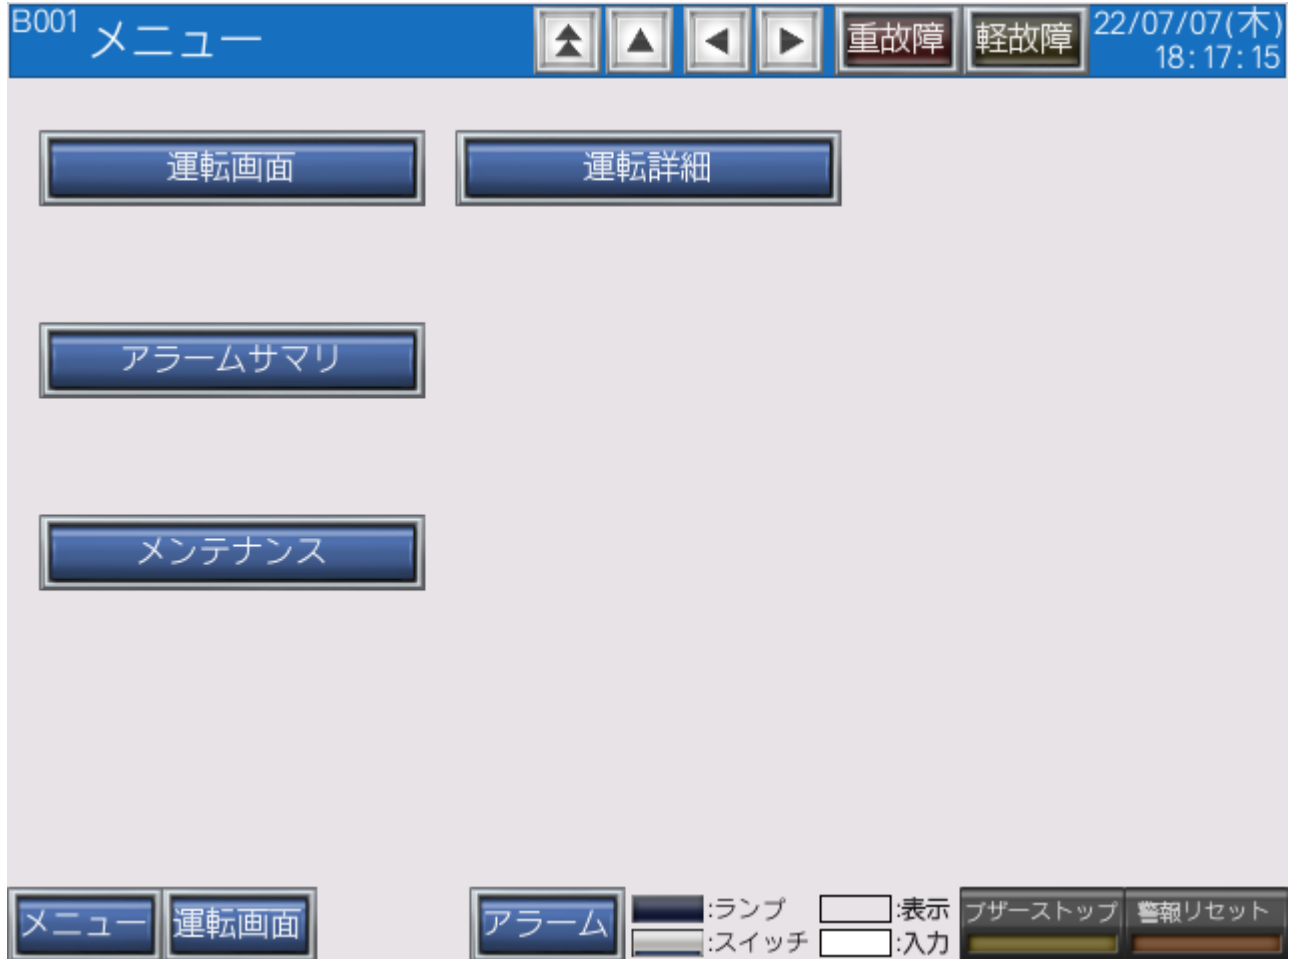 B001 メニュー
重故障 軽故障
22/07/07(木)
18:17:15
運転画面 運転詳細
アラームサマリ
メンテナンス
メニュー 運転画面 アラーム
:ランプ :表示
:スイッチ :入力
ブザーストップ 警報リセット